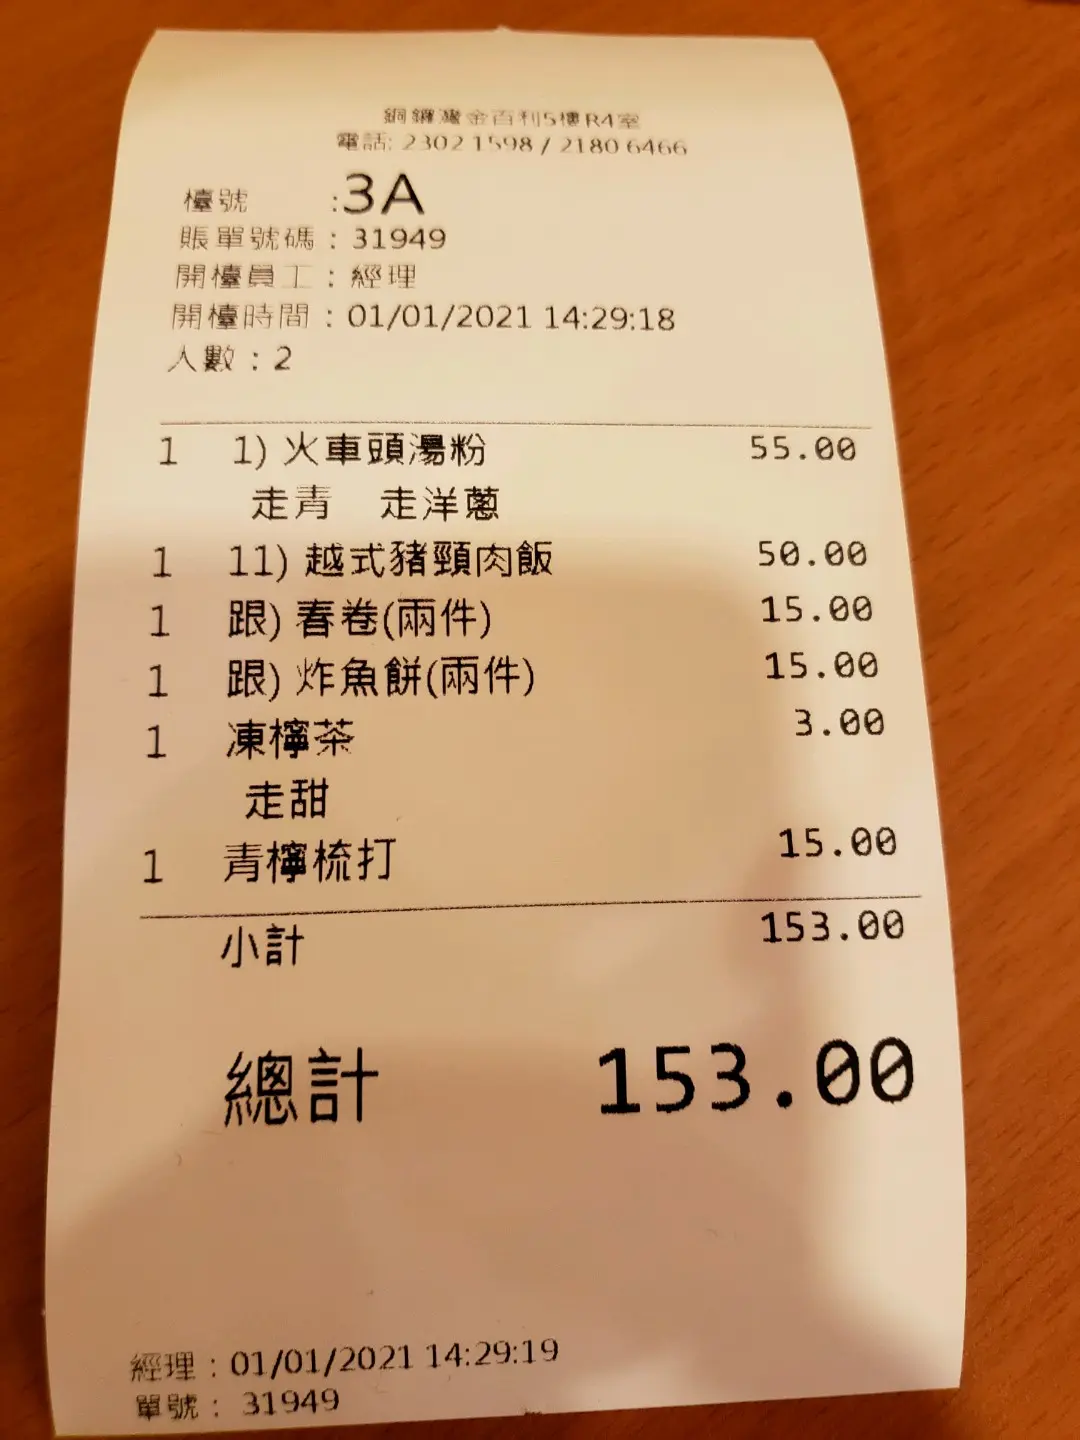 銅鑼灣金百利5樓R4室
電話: 2302 1598 / 2180 6466
檯號 :3A
賬單號碼 : 31949
開檯員工 : 經理
開檯時間 : 01/01/2021 14:29:18
人數 : 2
1 1) 火車頭湯粉 55.00
走青 走洋蔥
1 11) 越式豬頸肉飯 50.00
1 跟) 春卷(兩件) 15.00
1 跟) 炸魚餅(兩件) 15.00
1 凍檸茶 3.00
走甜
1 青檸梳打 15.00
小計 153.00
總計 153.00
經理 : 01/01/2021 14:29:19
單號 : 31949